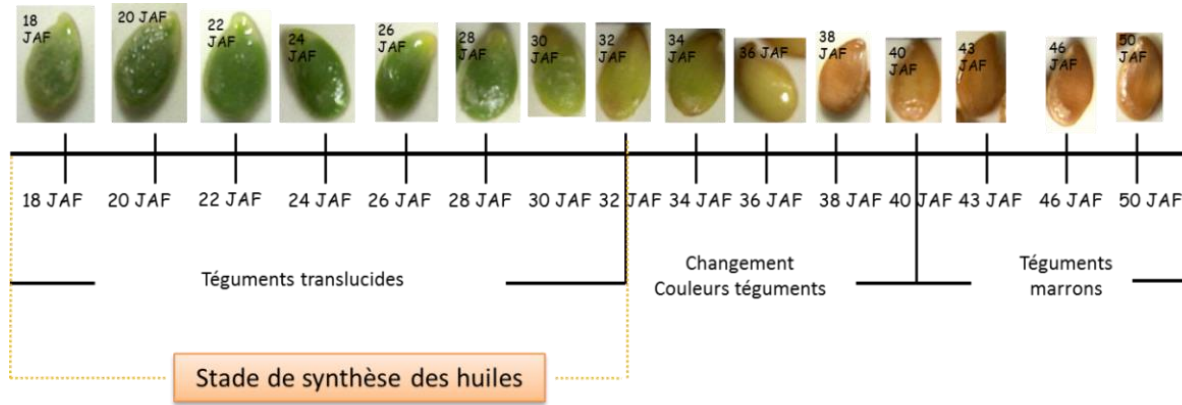 18
JAF
20 JAF
22
JAF
24
JAF
26
JAF
28
JAF
30
JAF
32
JAF
34
JAF
36 JAF
38
JAF
40
JAF
43
JAF
46
JAF
50
JAF
18 JAF 20 JAF 22 JAF 24 JAF 26 JAF 28 JAF 30 JAF 32 JAF 34 JAF 36 JAF 38 JAF 40 JAF 43 JAF 46 JAF 50 JAF
Téguments translucides
Changement
Couleurs téguments
Téguments
marrons
Stade de synthèse des huiles